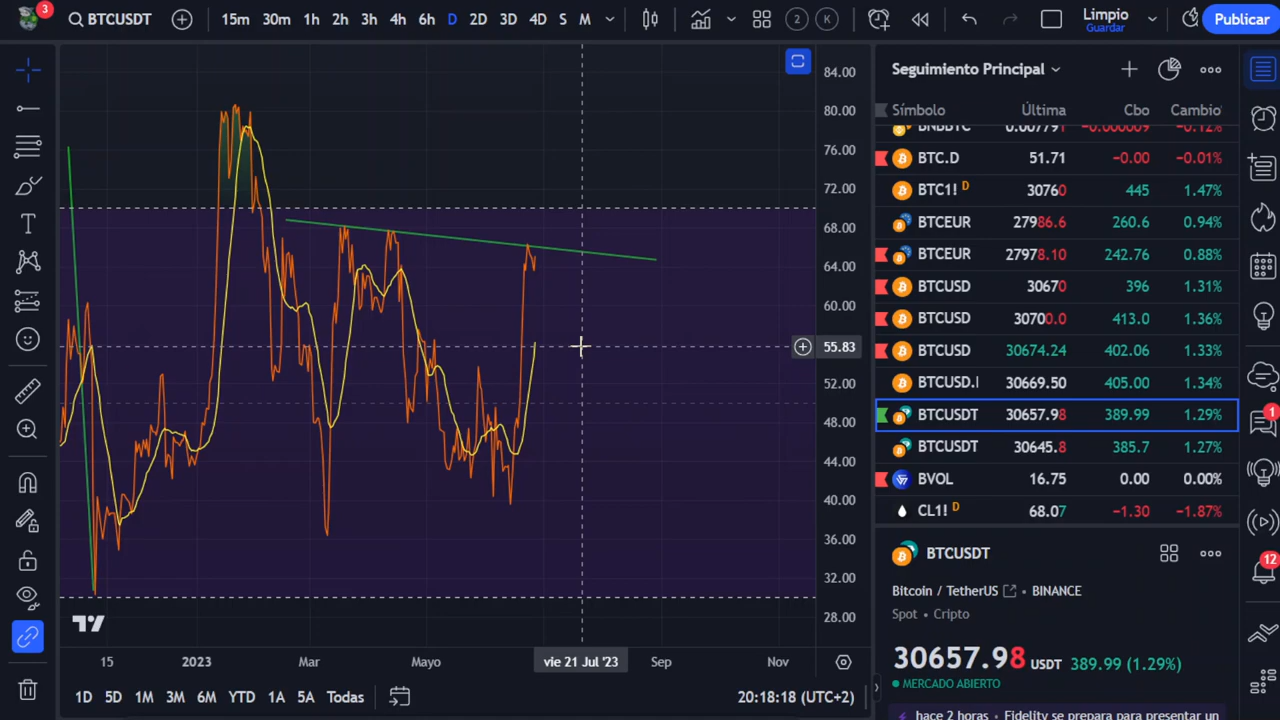 3
BTCUSDT
15m 30m 1h 2h 3h 4h 6h D 2D 3D 4D S M
2
K
Limpio
Guardar
Publicar
Seguimiento Principal
Símbolo Última Cbo Cambio
BNBBTC 0.007791 −0.000009 −0.12%
BTC.D 51.71 −0.00 −0.01%
BTC1! D 30760 445 1.47%
BTCEUR 27986.6 260.6 0.94%
BTCEUR 27978.10 242.76 0.88%
BTCUSD 30670 396 1.31%
BTCUSD 30700.0 413.0 1.36%
BTCUSD 30674.24 402.06 1.33%
BTCUSD.I 30669.50 405.00 1.34%
BTCUSDT 30657.98 389.99 1.29%
BTCUSDT 30645.8 385.7 1.27%
BVOL 16.75 0.00 0.00%
CL1! D 68.07 −1.30 −1.87%
84.00
80.00
76.00
72.00
68.00
64.00
60.00
55.83
52.00
48.00
44.00
40.00
36.00
32.00
28.00
15 2023 Mar Mayo vie 21 Jul '23 Sep Nov
1D 5D 1M 3M 6M YTD 1A 5A Todas
20:18:18 (UTC+2)
BTCUSDT
Bitcoin / TetherUS • BINANCE
Spot • Cripto
30657.98 USDT 389.99 (1.29%)
MERCADO ABIERTO
hace 2 horas • Fidelity se prepara para presentar un
1
12